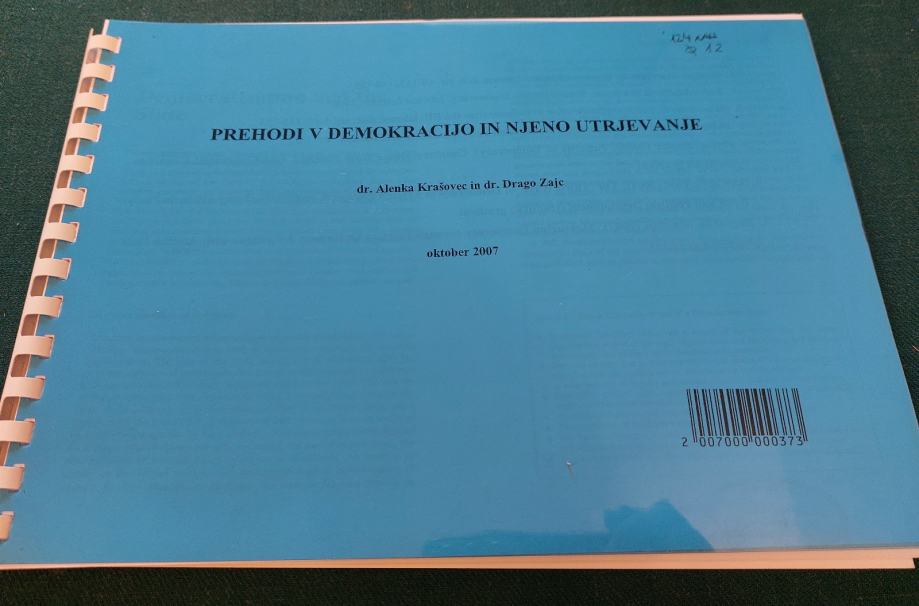 PREHODI V DEMOKRACIJO IN NJENO UTRJEVANJE
dr. Alenka Krašovec in dr. Drago Zajc
oktober 2007
2 007000 000373